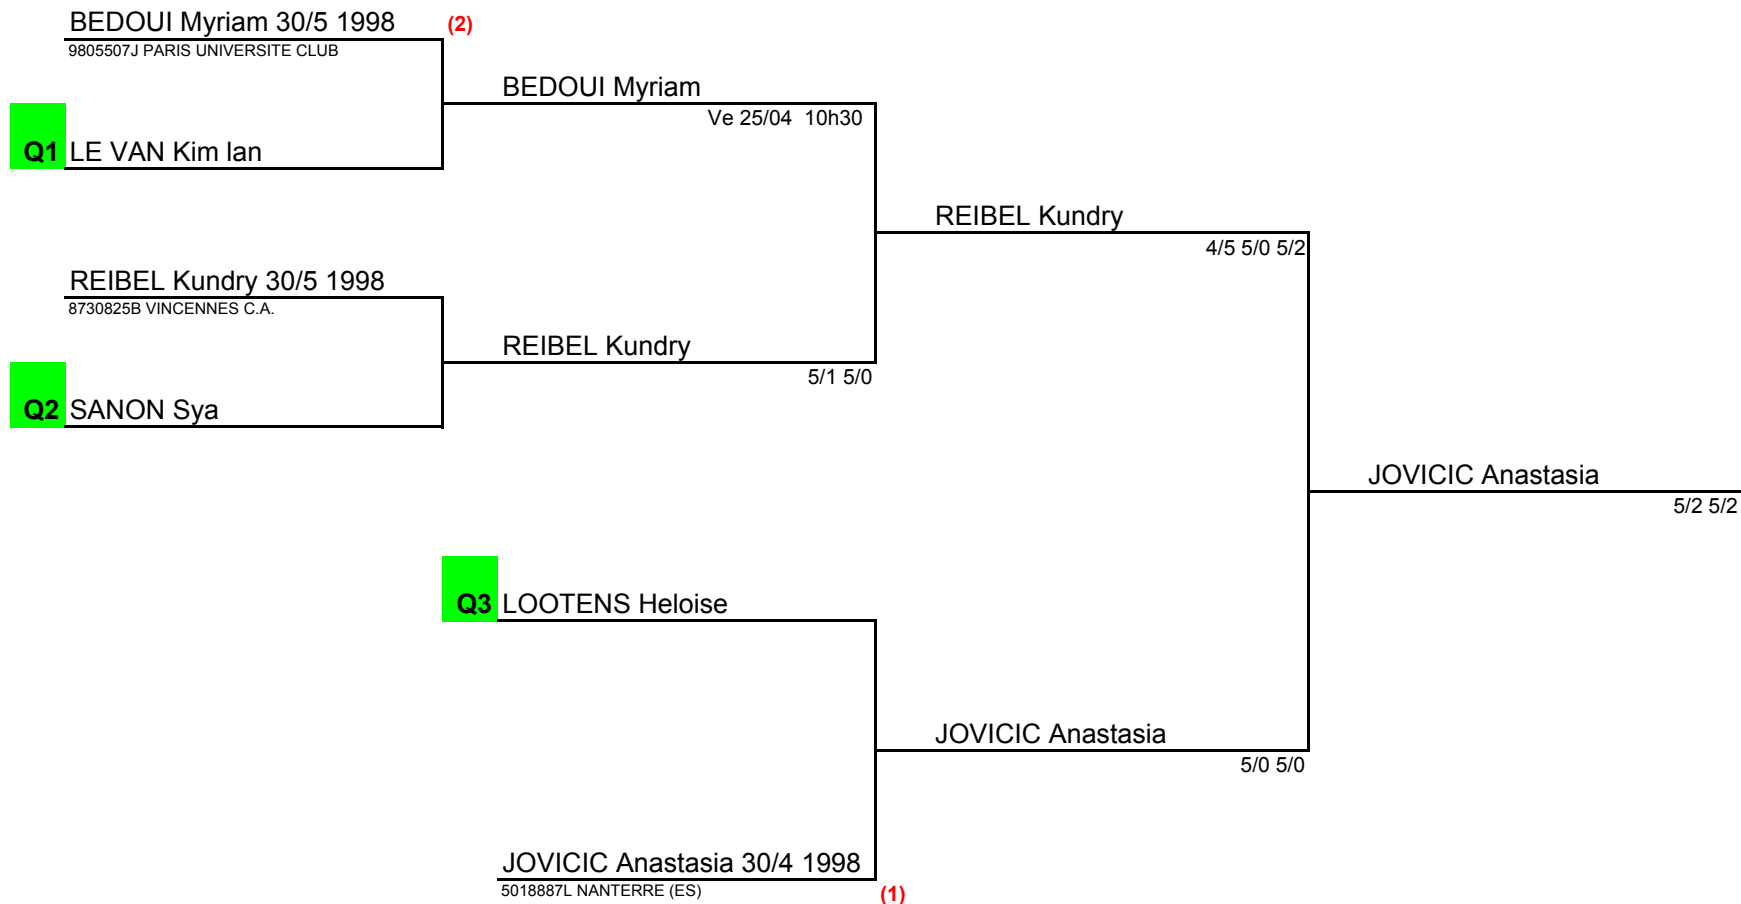 BEDOUI Myriam 30/5 1998 (2)
9805507J PARIS UNIVERSITE CLUB
BEDOUI Myriam
Ve 25/04 10h30
Q1 LE VAN Kim lan
REIBEL Kundry
4/5 5/0 5/2
REIBEL Kundry 30/5 1998
8730825B VINCENNES C.A.
REIBEL Kundry
5/1 5/0
Q2 SANON Sya
JOVICIC Anastasia
5/2 5/2
Q3 LOOTENS Heloise
JOVICIC Anastasia
5/0 5/0
JOVICIC Anastasia 30/4 1998
5018887L NANTERRE (ES) (1)